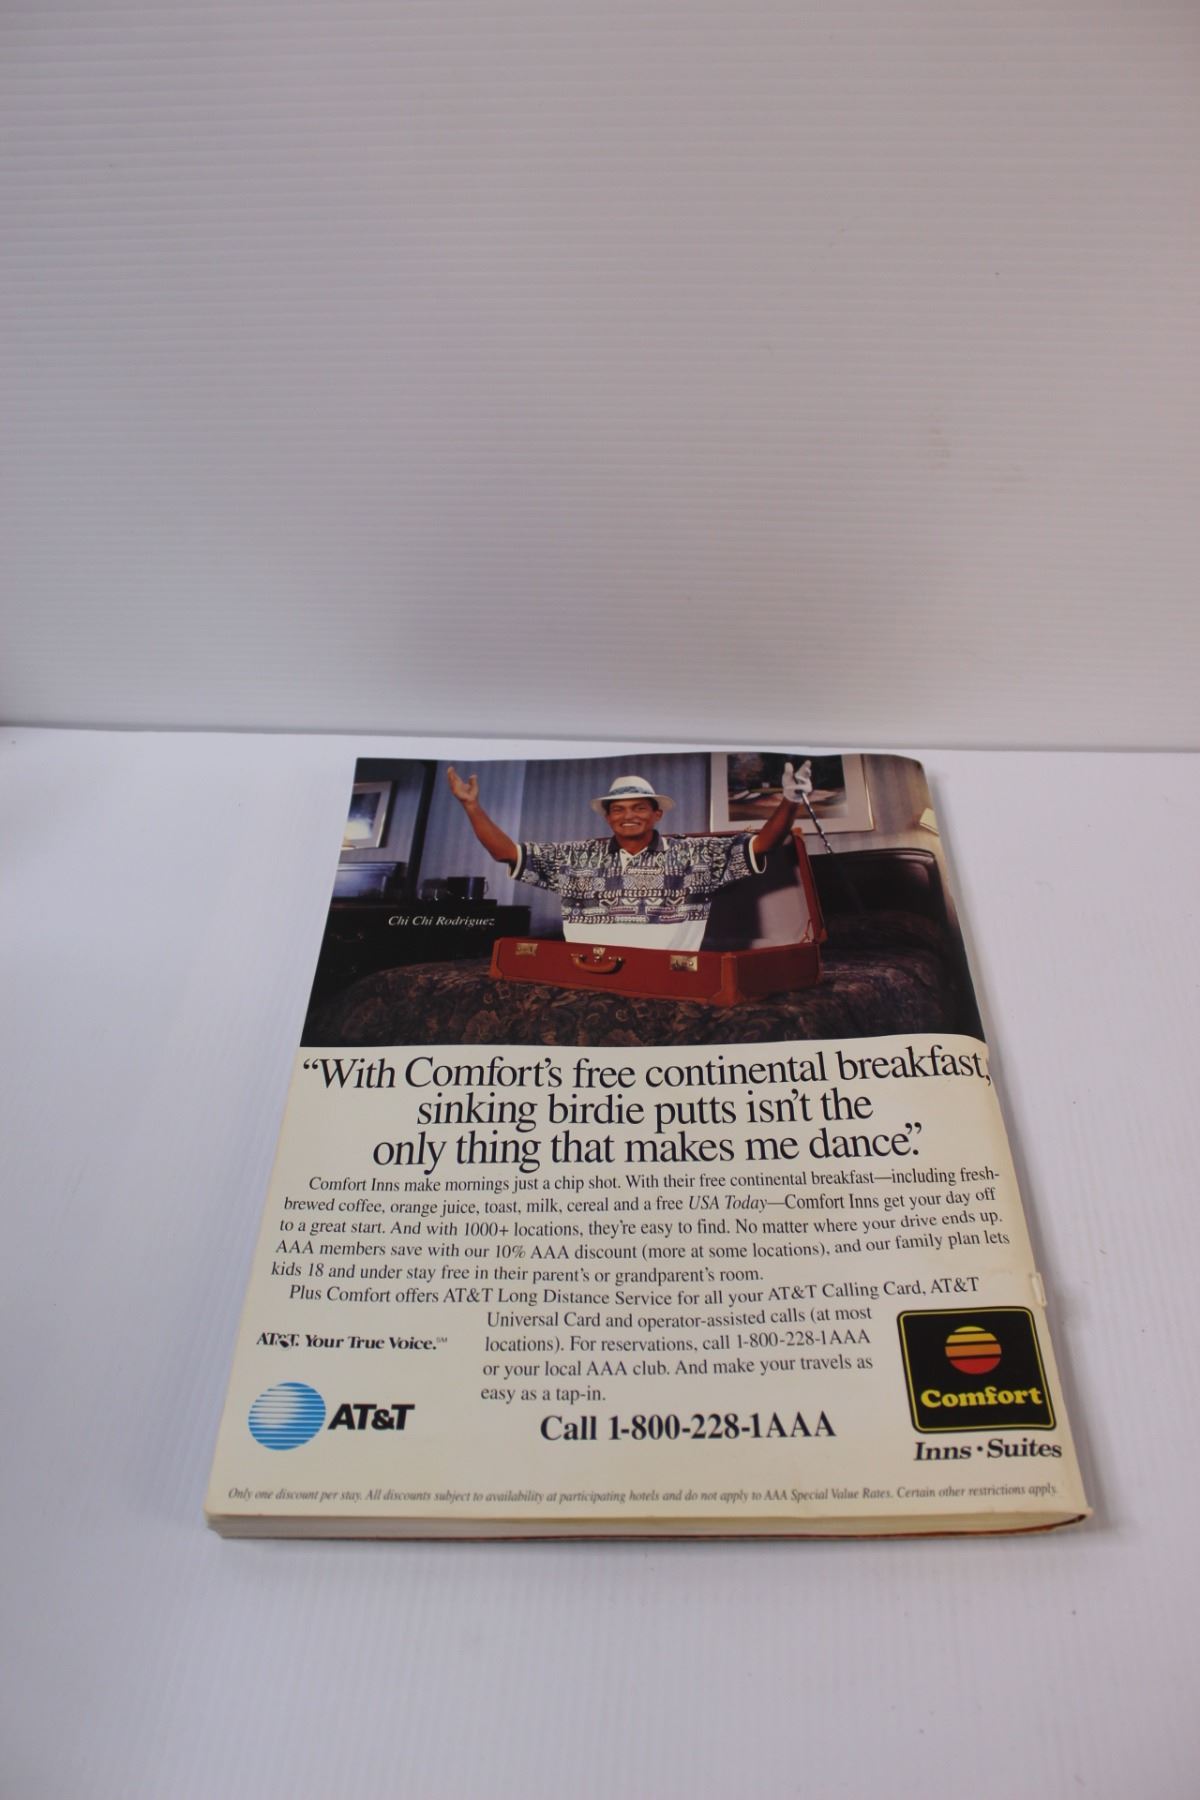 Chi Chi Rodriguez
“With Comfort's free continental breakfast,
sinking birdie putts isn't the
only thing that makes me dance.”
Comfort Inns make mornings just a chip shot. With their free continental breakfast—including fresh-
brewed coffee, orange juice, toast, milk, cereal and a free USA Today—Comfort Inns get your day off
to a great start. And with 1000+ locations, they're easy to find. No matter where your drive ends up.
AAA members save with our 10% AAA discount (more at some locations), and our family plan lets
kids 18 and under stay free in their parent's or grandparent's room.
Plus Comfort offers AT&T Long Distance Service for all your AT&T Calling Card, AT&T
Universal Card and operator-assisted calls (at most
locations). For reservations, call 1-800-228-1AAA
or your local AAA club. And make your travels as
easy as a tap-in.
Call 1-800-228-1AAA
AT&T. Your True Voice.℠
AT&T
Comfort
Inns • Suites
Only one discount per stay. All discounts subject to availability at participating hotels and do not apply to AAA Special Value Rates. Certain other restrictions apply.